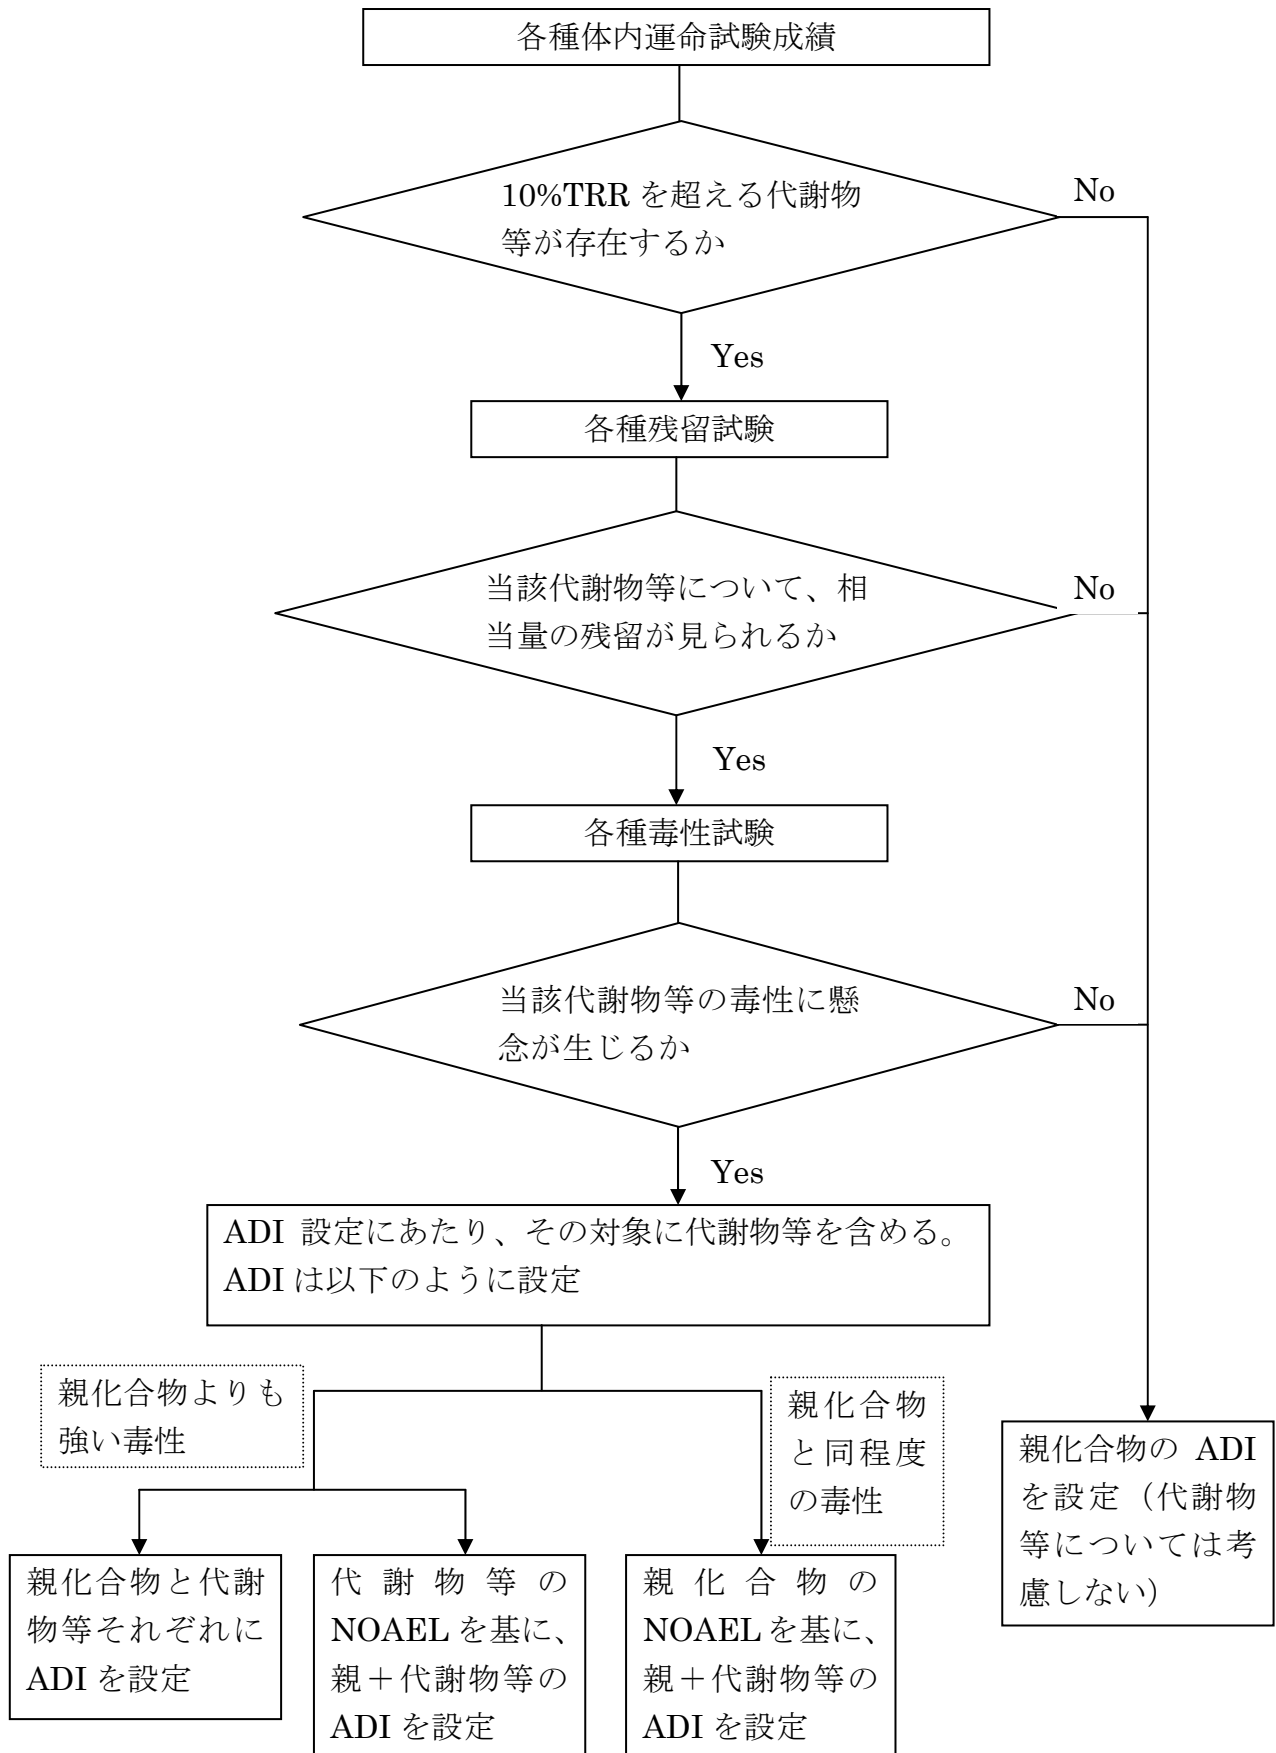 各種体内運命試験成績
10%TRR を超える代謝物
等が存在するか
No
Yes
各種残留試験
当該代謝物等について、相
当量の残留が見られるか
No
Yes
各種毒性試験
当該代謝物等の毒性に懸
念が生じるか
No
Yes
ADI 設定にあたり、その対象に代謝物等を含める。
ADI は以下のように設定
親化合物よりも
強い毒性
親化合物
と同程度
の毒性
親化合物と代謝
物等それぞれに
ADI を設定
代謝物等の
NOAEL を基に、
親＋代謝物等の
ADI を設定
親化合物の
NOAEL を基に、
親＋代謝物等の
ADI を設定
親化合物の ADI
を設定（代謝物
等については考
慮しない）